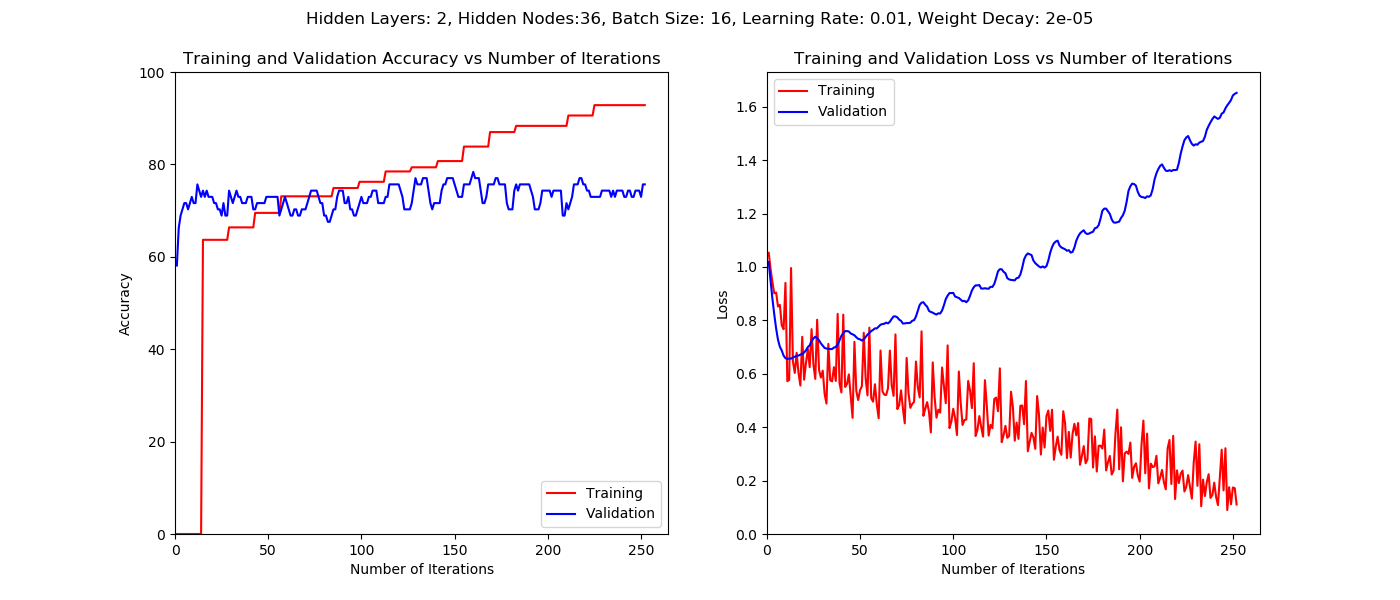 Hidden Layers: 2, Hidden Nodes:36, Batch Size: 16, Learning Rate: 0.01, Weight Decay: 2e-05
Training and Validation Accuracy vs Number of Iterations
100
80
60
40
20
0
Accuracy
0 50 100 150 200 250
Number of Iterations
Training
Validation
Training and Validation Loss vs Number of Iterations
Training
Validation
1.6
1.4
1.2
1.0
0.8
0.6
0.4
0.2
0.0
Loss
0 50 100 150 200 250
Number of Iterations